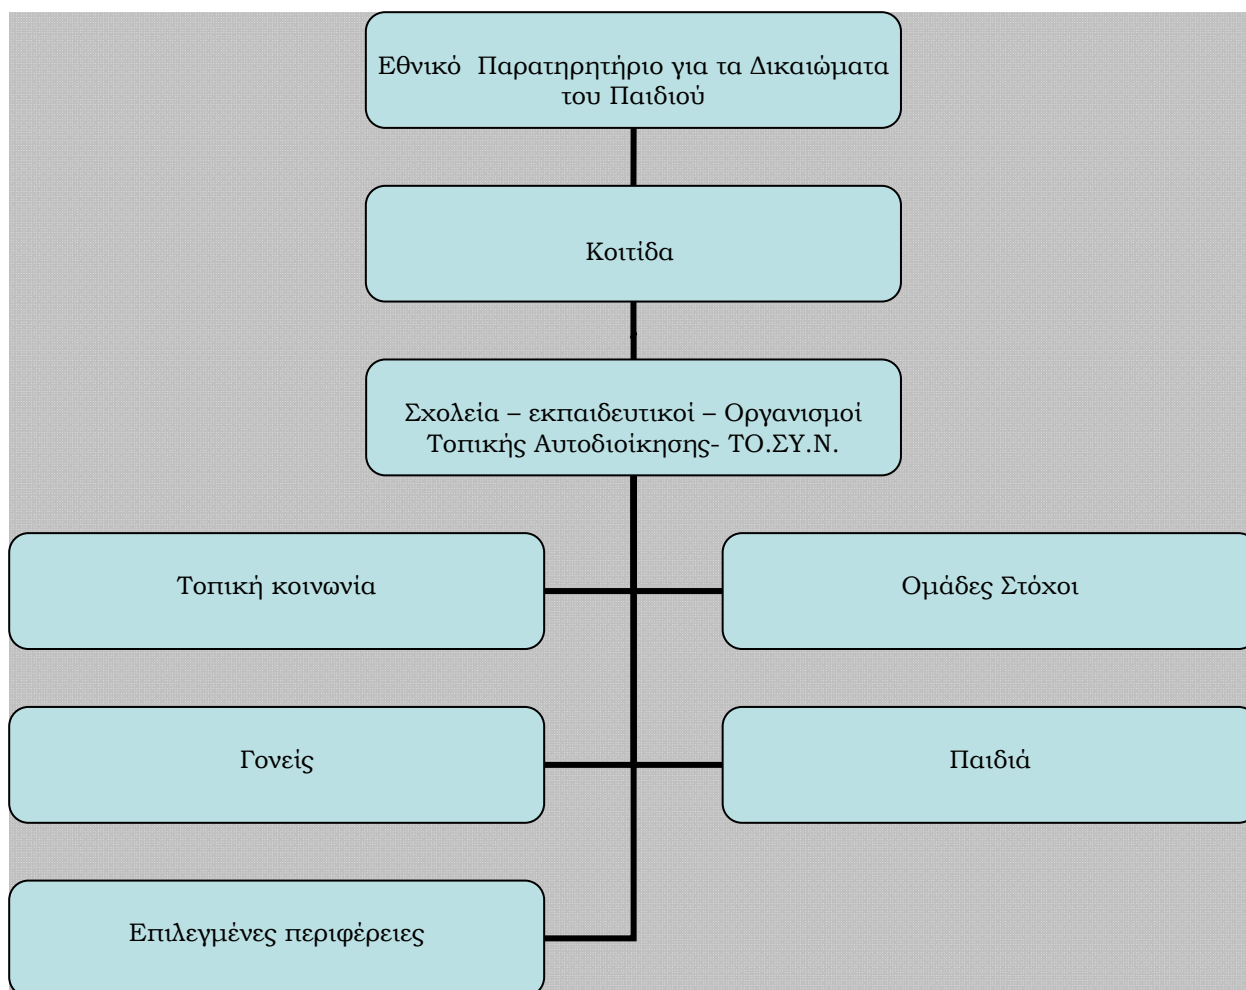 Εθνικό Παρατηρητήριο για τα Δικαιώματα
του Παιδιού
Κοιτίδα
Σχολεία – εκπαιδευτικοί – Οργανισμοί
Τοπικής Αυτοδιοίκησης- ΤΟ.ΣΥ.Ν.
Τοπική κοινωνία
Ομάδες Στόχοι
Γονείς
Παιδιά
Επιλεγμένες περιφέρειες